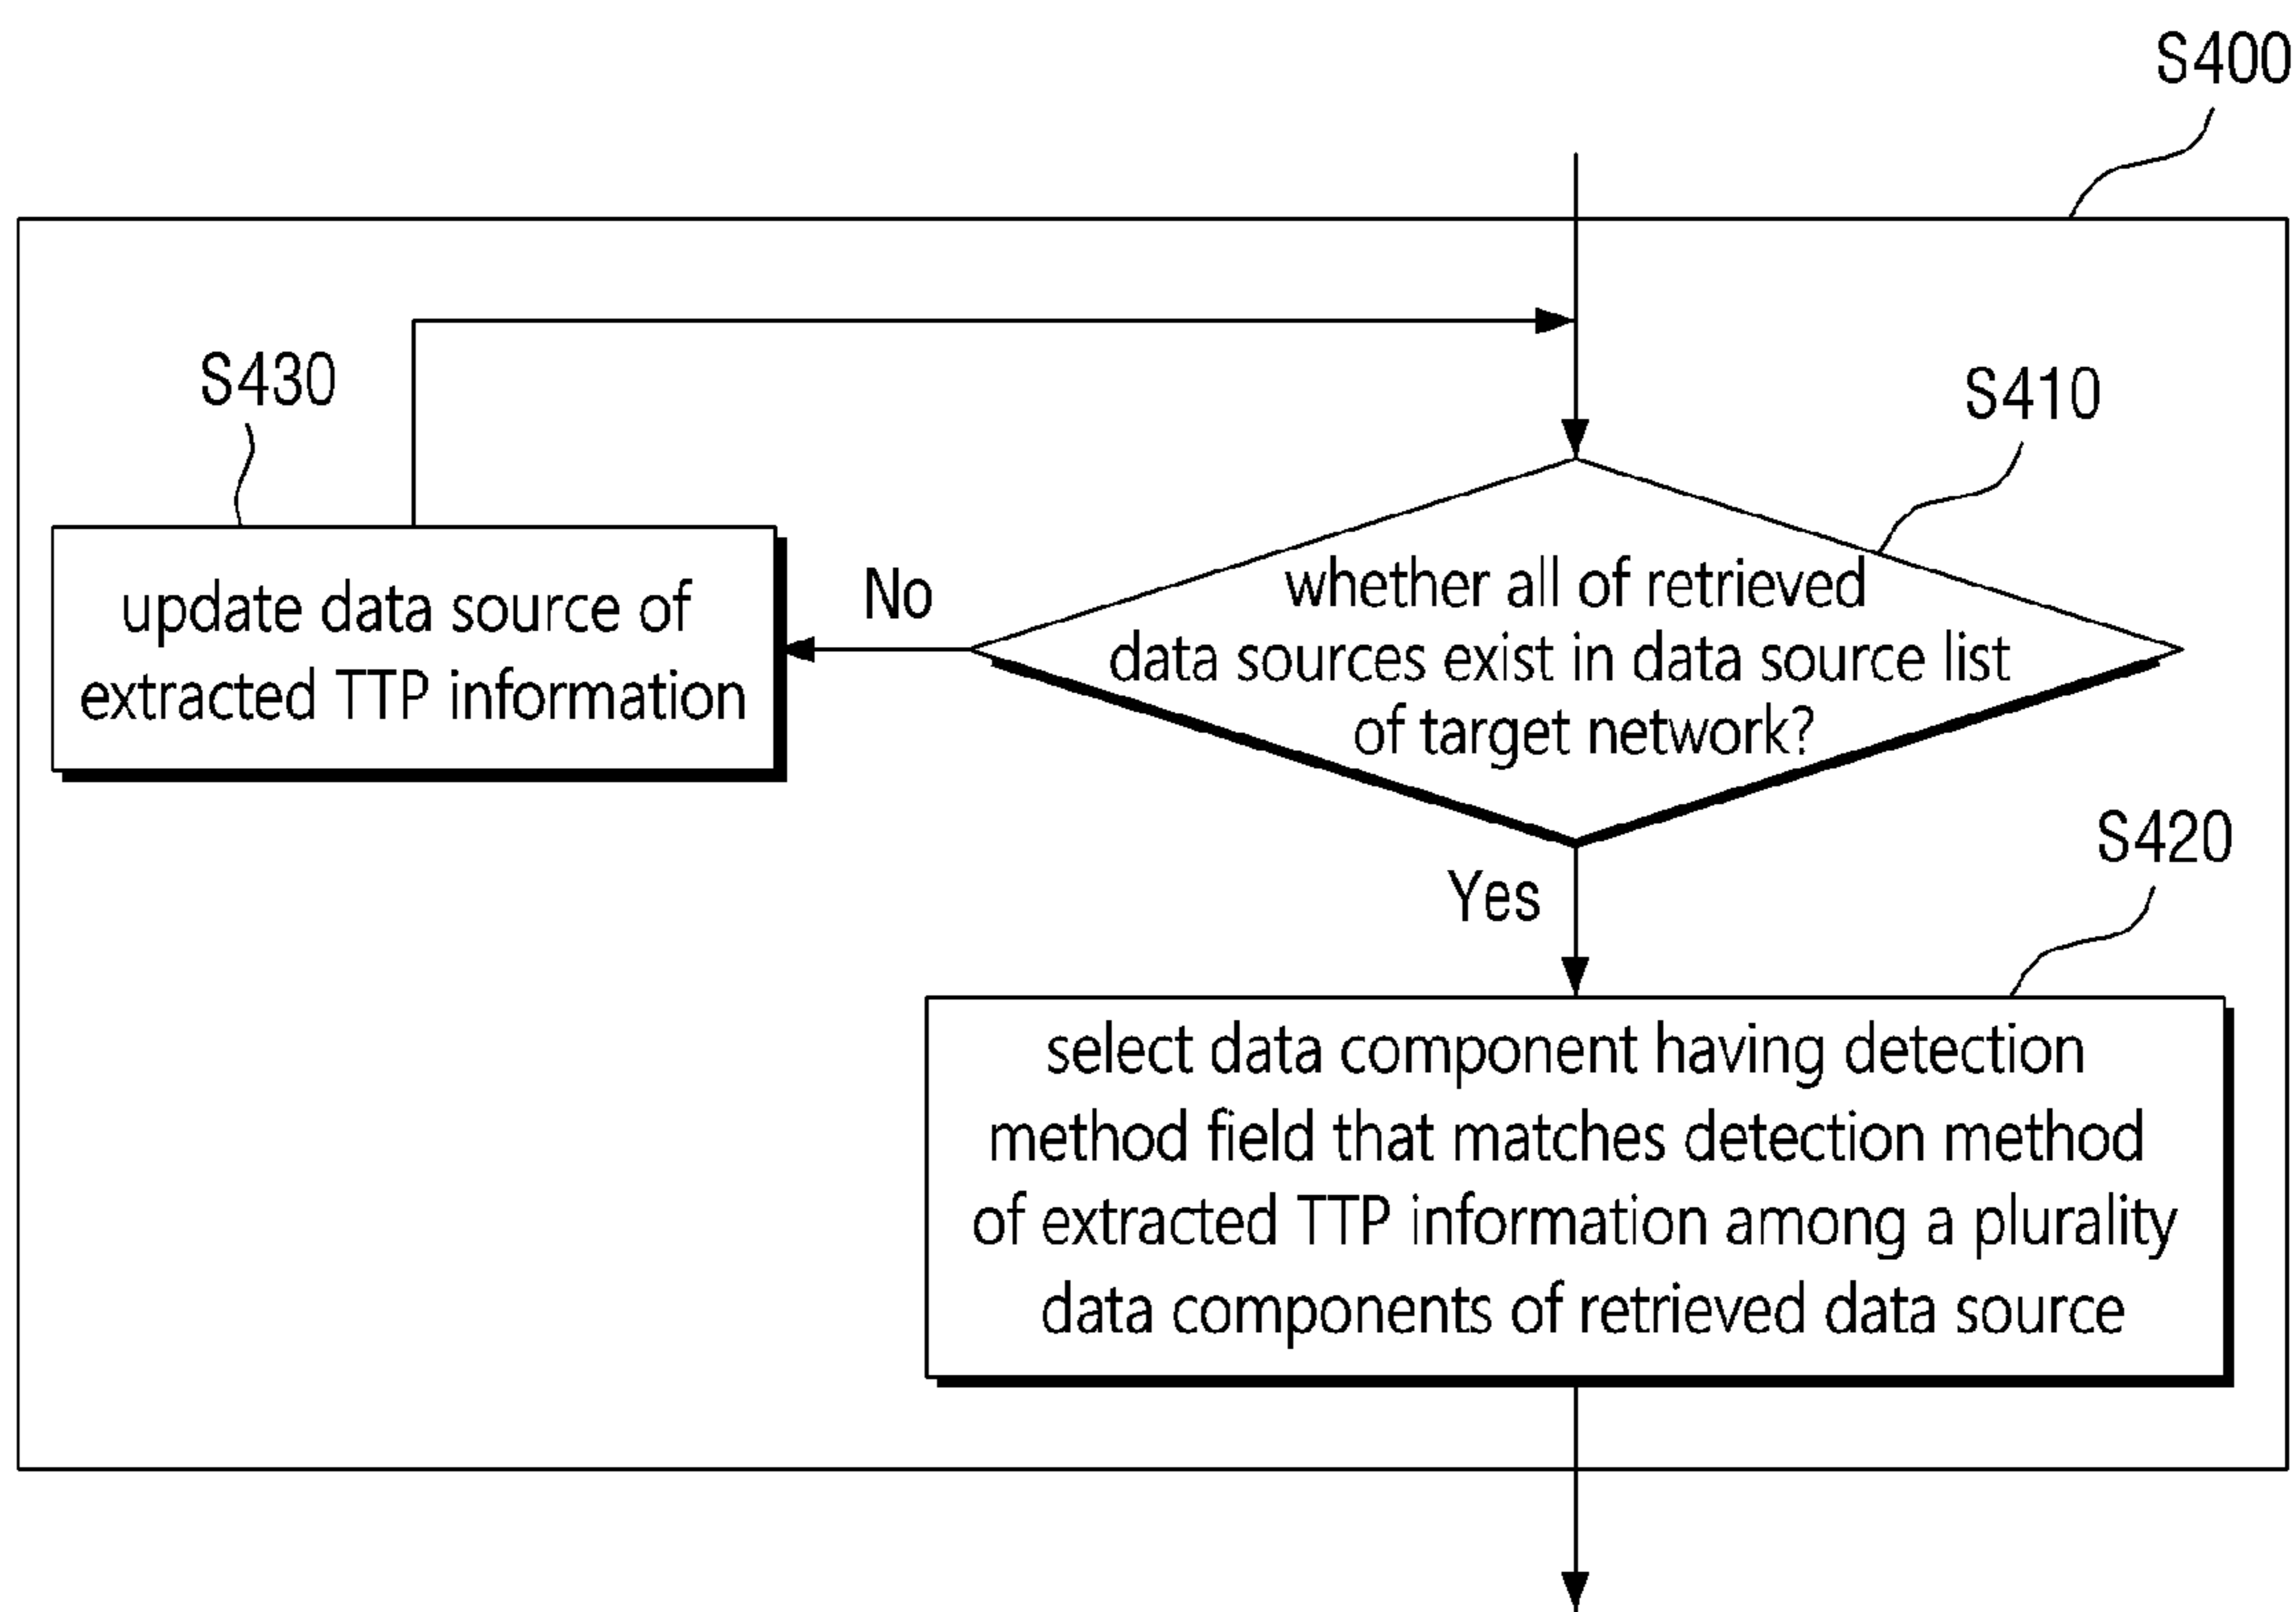 S400
S430
S410
update data source of
extracted TTP information
No
whether all of retrieved
data sources exist in data source list
of target network?
Yes
S420
select data component having detection
method field that matches detection method
of extracted TTP information among a plurality
data components of retrieved data source